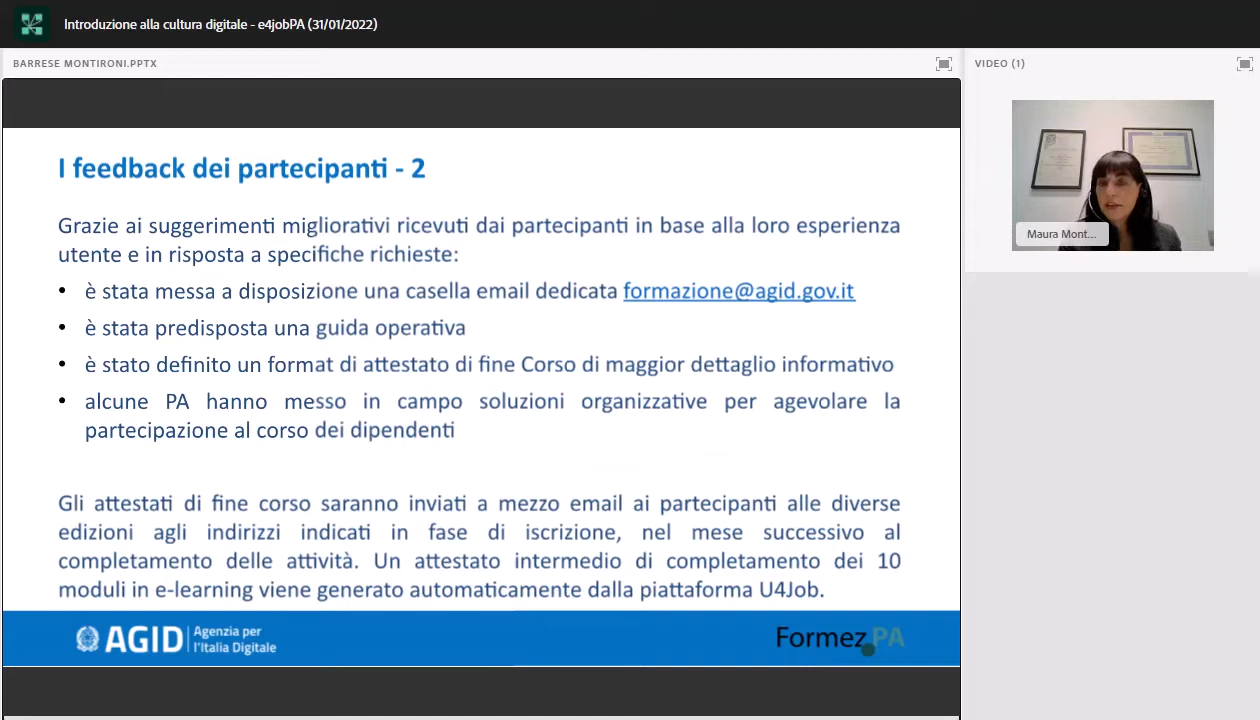 Introduzione alla cultura digitale - e4jobPA (31/01/2022)
BARRESE MONTIRONI.PPTX
VIDEO (1)
I feedback dei partecipanti - 2
Grazie ai suggerimenti migliorativi ricevuti dai partecipanti in base alla loro esperienza
utente e in risposta a specifiche richieste:
• è stata messa a disposizione una casella email dedicata formazione@agid.gov.it
• è stata predisposta una guida operativa
• è stato definito un format di attestato di fine Corso di maggior dettaglio informativo
• alcune PA hanno messo in campo soluzioni organizzative per agevolare la
partecipazione al corso dei dipendenti
Gli attestati di fine corso saranno inviati a mezzo email ai partecipanti alle diverse
edizioni agli indirizzi indicati in fase di iscrizione, nel mese successivo al
completamento delle attività. Un attestato intermedio di completamento dei 10
moduli in e-learning viene generato automaticamente dalla piattaforma U4Job.
Maura Mont...
AGID Agenzia per
l'Italia Digitale
Formez PA